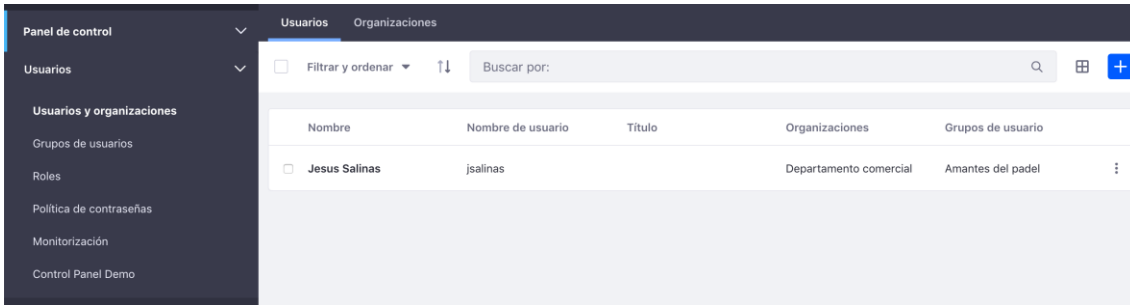 Panel de control
Usuarios
Usuarios y organizaciones
Grupos de usuarios
Roles
Política de contraseñas
Monitorización
Control Panel Demo
Usuarios Organizaciones
Filtrar y ordenar Buscar por:
Nombre Nombre de usuario Título Organizaciones Grupos de usuario
Jesus Salinas jsalinas Departamento comercial Amantes del padel